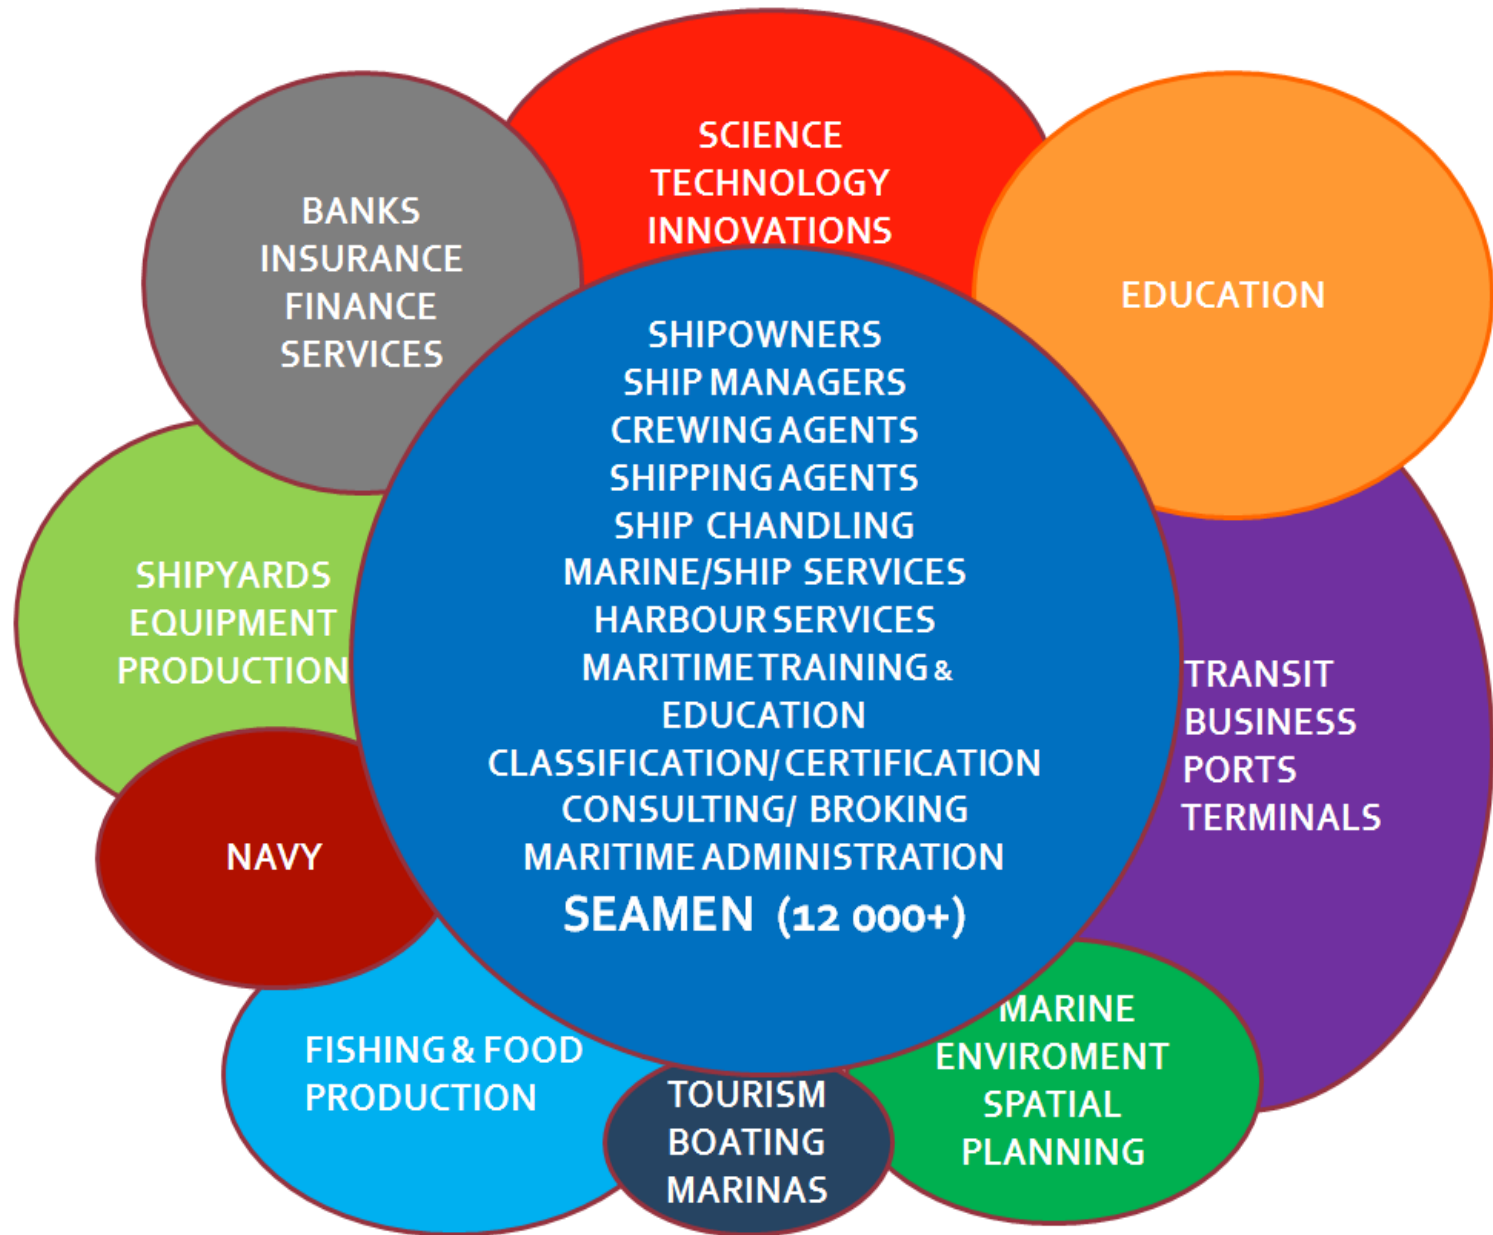 SCIENCE
TECHNOLOGY
INNOVATIONS
BANKS
INSURANCE
FINANCE
SERVICES
EDUCATION
SHIPOWNERS
SHIP MANAGERS
CREWING AGENTS
SHIPPING AGENTS
SHIP CHANDLING
MARINE/SHIP SERVICES
HARBOUR SERVICES
MARITIME TRAINING &
EDUCATION
CLASSIFICATION/ CERTIFICATION
CONSULTING/ BROKING
MARITIME ADMINISTRATION
SEAMEN (12 000+)
SHIPYARDS
EQUIPMENT
PRODUCTION
TRANSIT
BUSINESS
PORTS
TERMINALS
NAVY
FISHING & FOOD
PRODUCTION
TOURISM
BOATING
MARINAS
MARINE
ENVIROMENT
SPATIAL
PLANNING